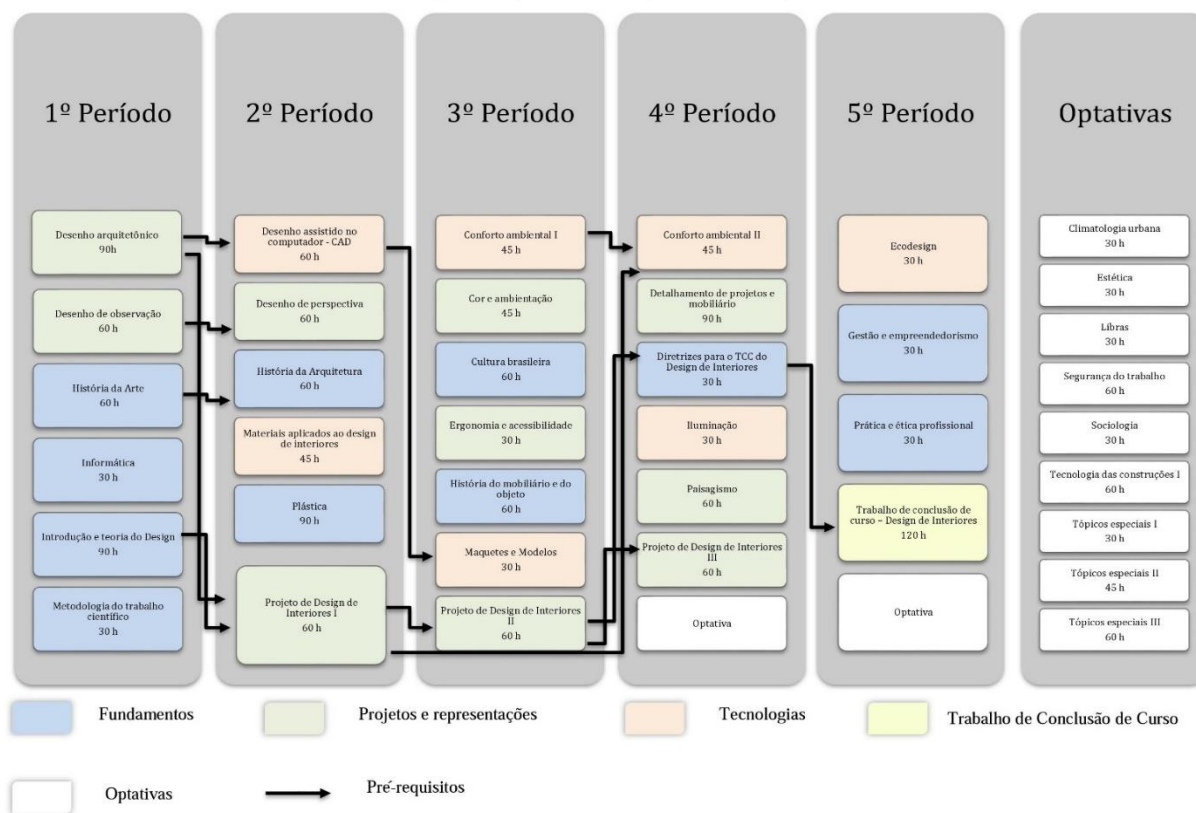 1º Período
Desenho arquitetônico
90h
Desenho de observação
60 h
História da Arte
60 h
Informática
30 h
Introdução e teoria do Design
90 h
Metodologia do trabalho
científico
30 h
2º Período
Desenho assistido no
computador - CAD
60 h
Desenho de perspectiva
60 h
História da Arquitetura
60 h
Materiais aplicados ao design
de interiores
45 h
Plástica
90 h
Projeto de Design de
Interiores I
60 h
3º Período
Conforto ambiental I
45 h
Cor e ambientação
45 h
Cultura brasileira
60 h
Ergonomia e acessibilidade
30 h
História do mobiliário e do
objeto
60 h
Maquetes e Modelos
30 h
Projeto de Design de Interiores
II
60 h
4º Período
Conforto ambiental II
45 h
Detalhamento de projetos e
mobiliário
90 h
Diretrizes para o TCC do
Design de Interiores
30 h
Iluminação
30 h
Paisagismo
60 h
Projeto de Design de Interiores
III
60 h
Optativa
5º Período
Ecodesign
30 h
Gestão e empreendedorismo
30 h
Prática e ética profissional
30 h
Trabalho de conclusão de
curso – Design de Interiores
120 h
Optativa
Optativas
Climatologia urbana
30 h
Estética
30 h
Libras
30 h
Segurança do trabalho
60 h
Sociologia
30 h
Tecnologia das construções I
60 h
Tópicos especiais I
30 h
Tópicos especiais II
45 h
Tópicos especiais III
60 h
Fundamentos
Projetos e representações
Tecnologias
Trabalho de Conclusão de Curso
Optativas
Pré-requisitos